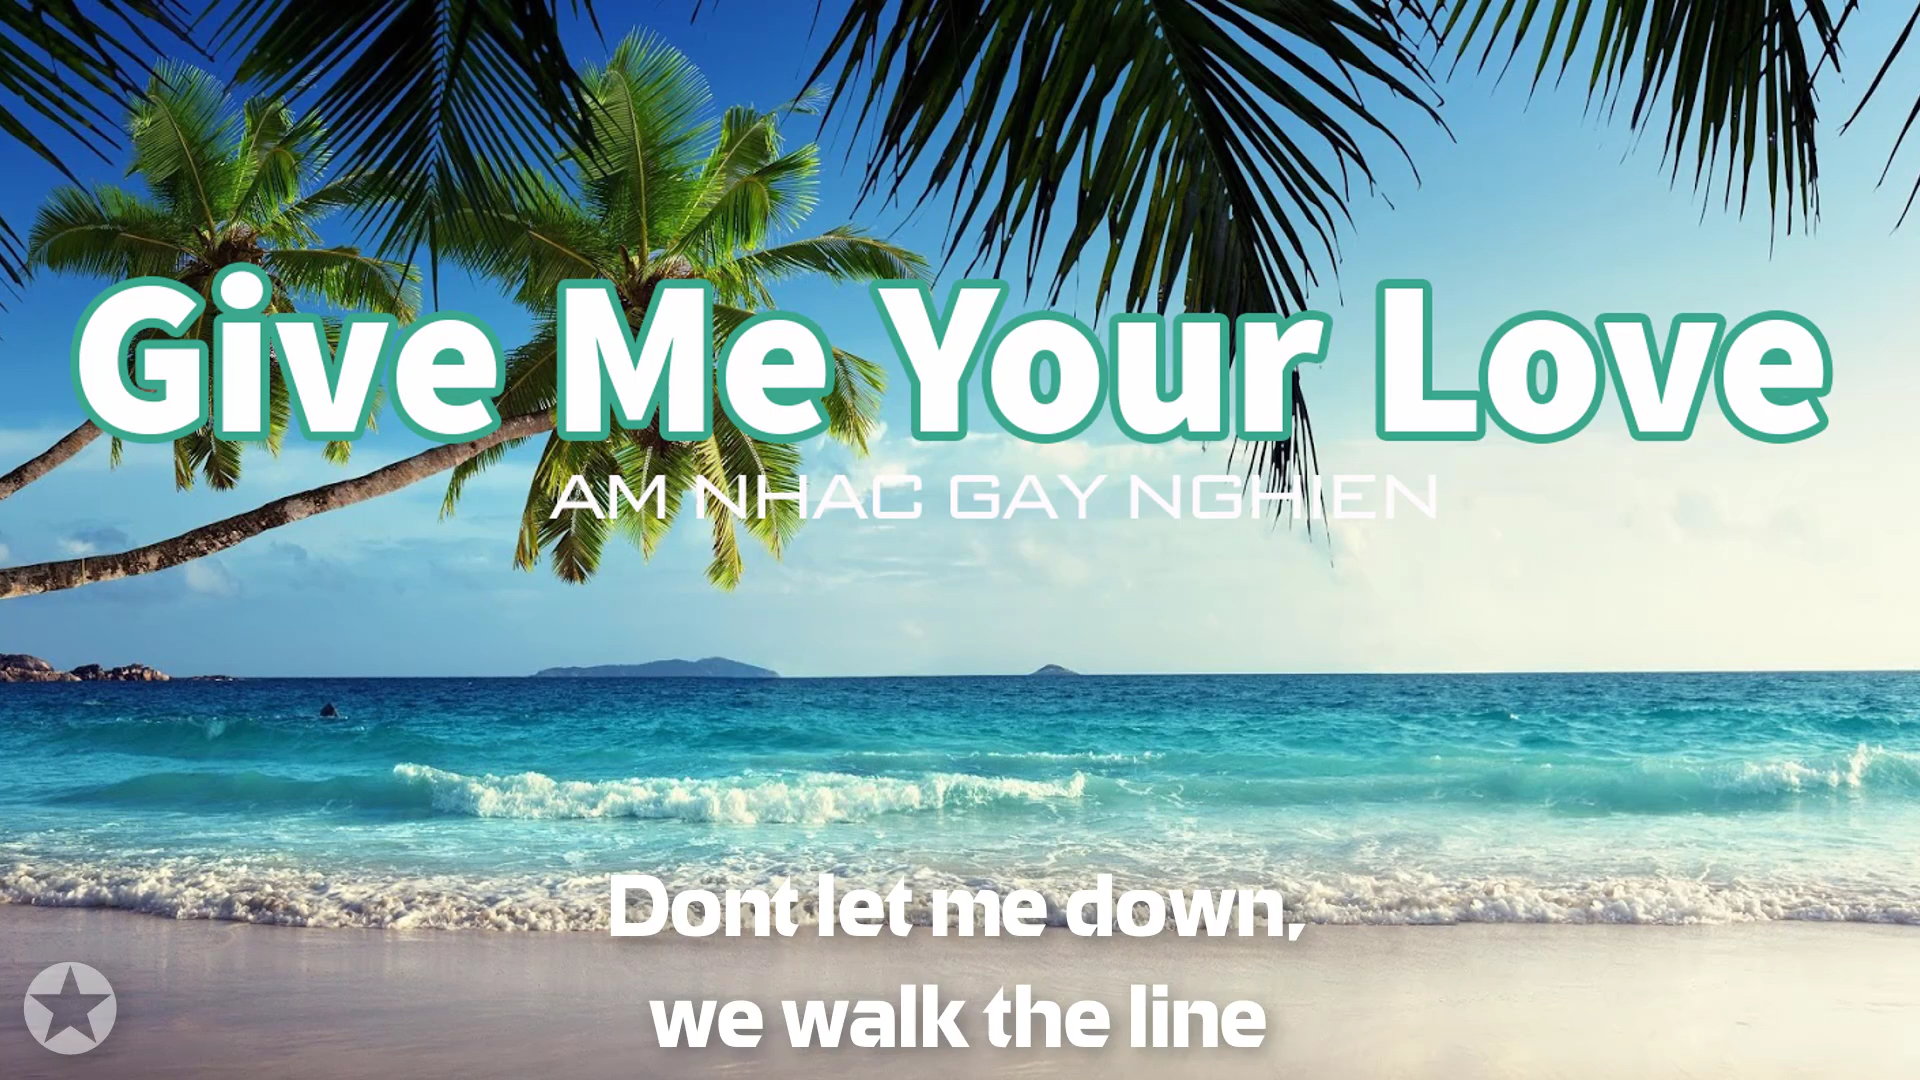 Give Me Your Love
AM NHAC GAY NGHIEN
Dont let me down,
we walk the line